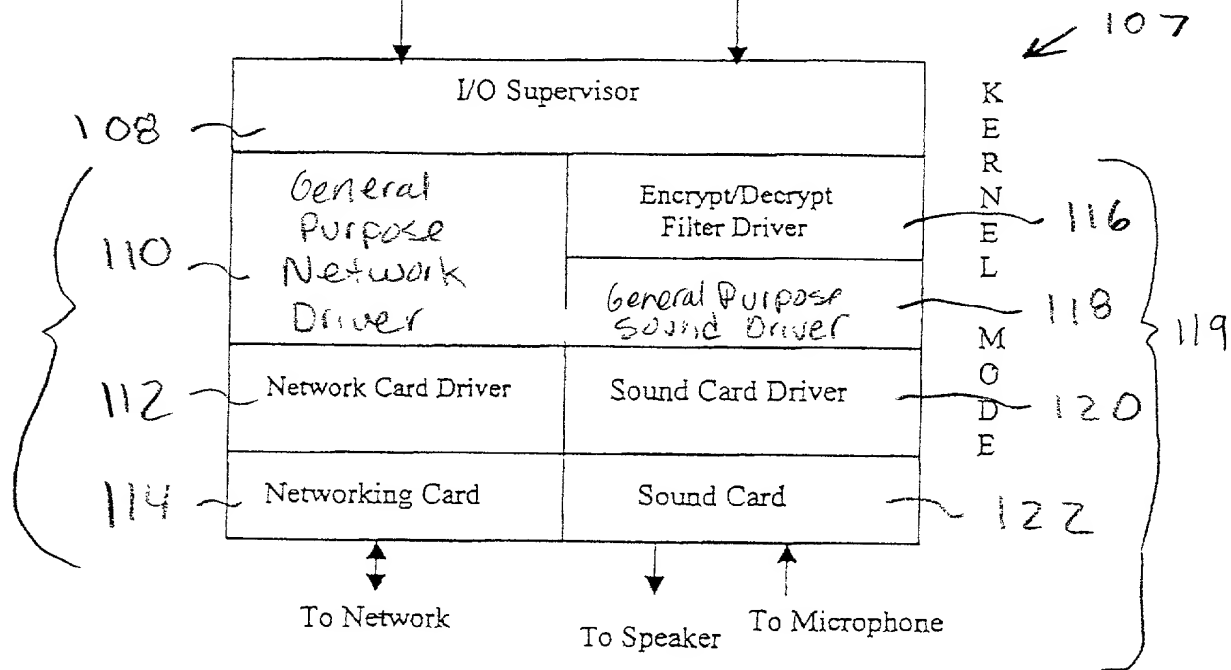 107
I/O Supervisor
108
General
Purpose
Network
Driver
110
Encrypt/Decrypt
Filter Driver
116
General Purpose
Sound Driver
118
119
Network Card Driver
112
Sound Card Driver
120
Networking Card
114
Sound Card
122
K
E
R
N
E
L
M
O
D
E
To Network
To Speaker
To Microphone